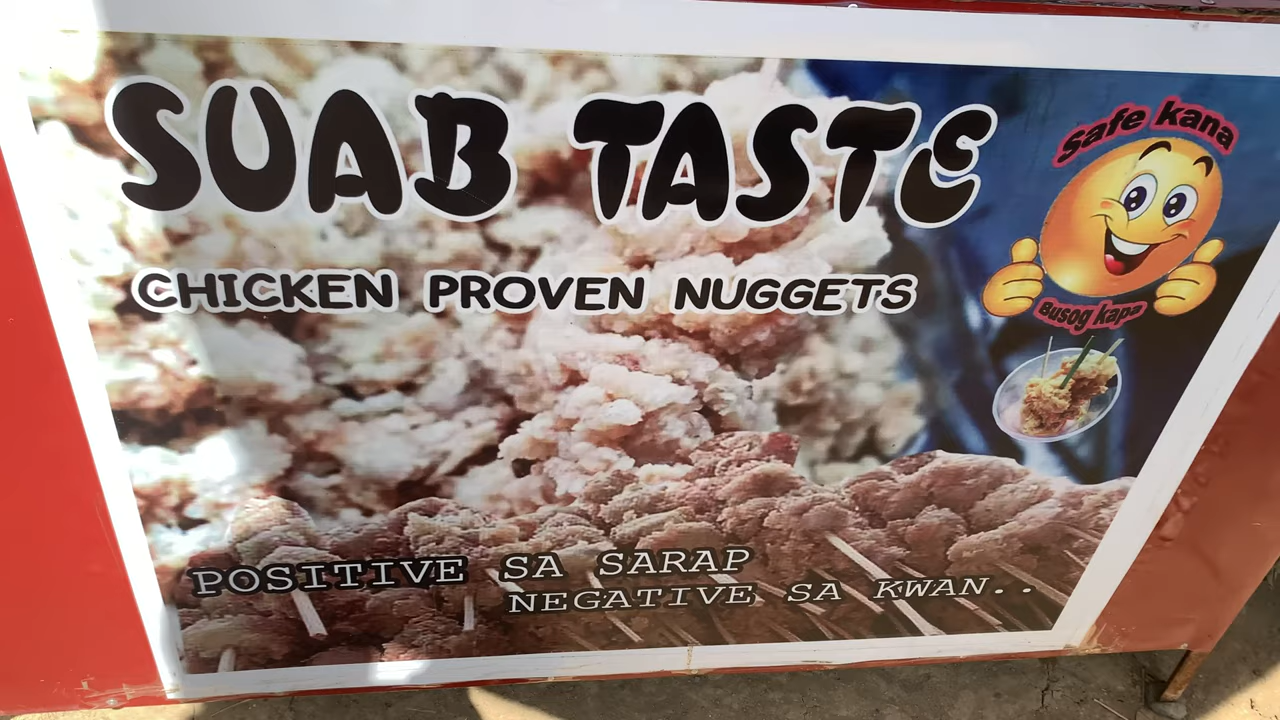 SUAB TASTE
CHICKEN PROVEN NUGGETS
Safe kana
Busog kapa
POSITIVE SA SARAP
NEGATIVE SA KWAN..